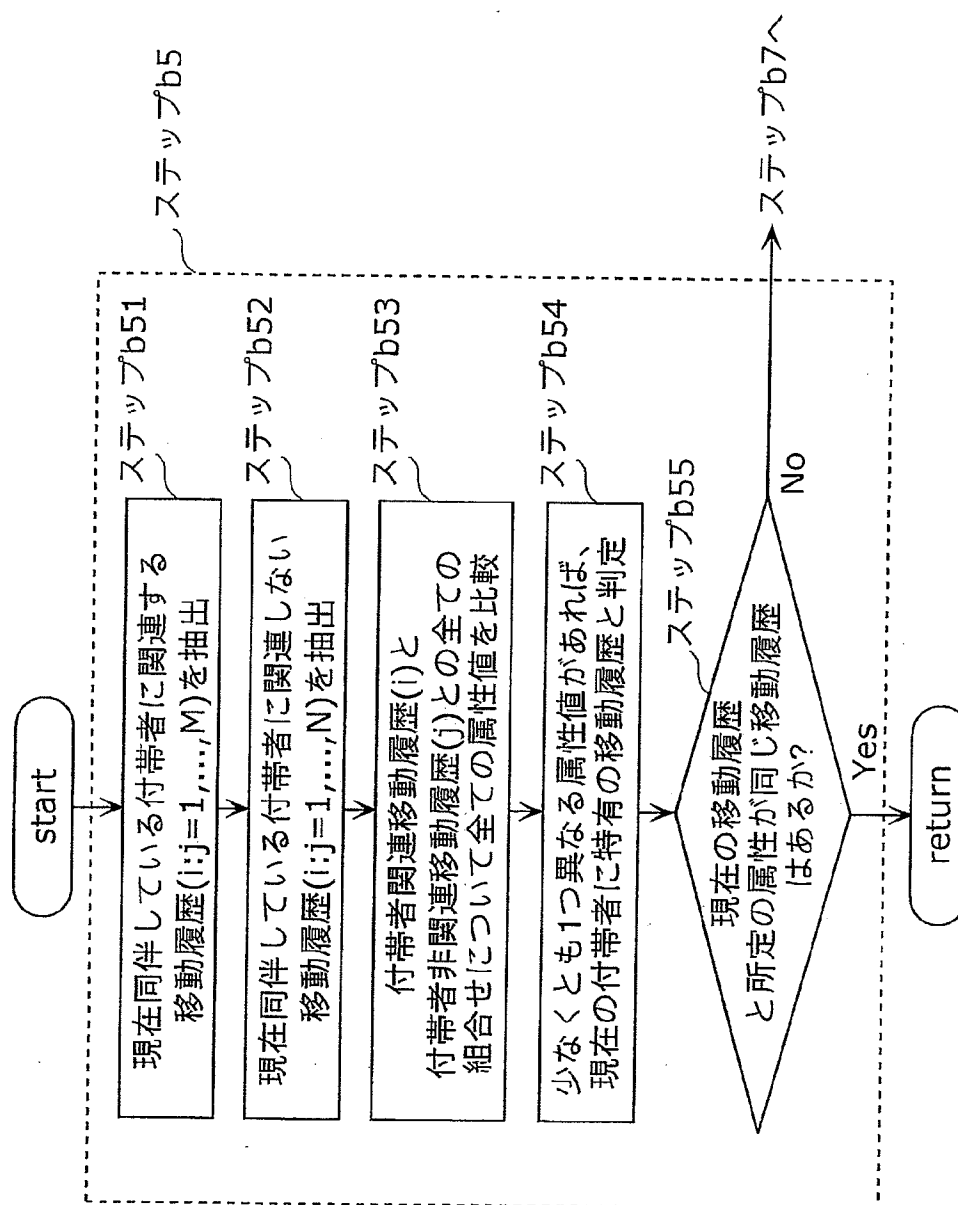 start
ステップb5
現在同伴している付帯者に関連する
移動履歴(i:j=1,...,M)を抽出
ステップb51
現在同伴している付帯者に関連しない
移動履歴(i:j=1,...,N)を抽出
ステップb52
付帯者関連移動履歴(i)と
付帯者非関連移動履歴(j)との全ての
組合せについて全ての属性値を比較
ステップb53
少なくとも1つ異なる属性値があれば、
現在の付帯者に特有の移動履歴と判定
ステップb54
ステップb55
現在の移動履歴
と所定の属性が同じ移動履歴
はあるか?
No
ステップb7へ
Yes
return